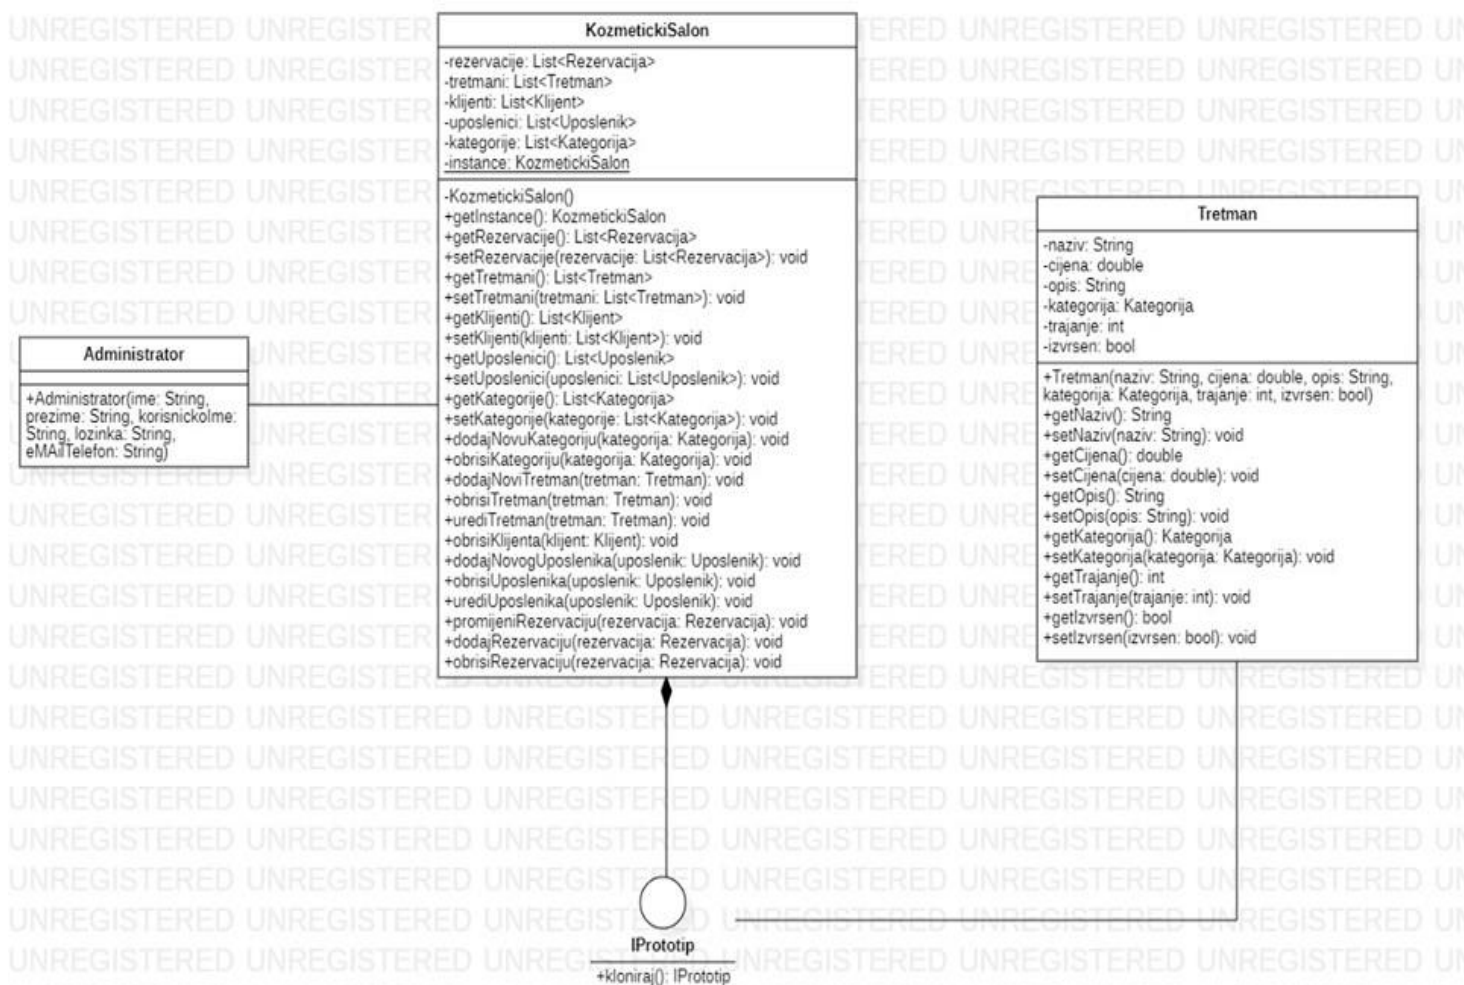 KozmetickiSalon
-rezervacije: List<Rezervacija>
-tretmani: List<Tretman>
-klijenti: List<Klijent>
-uposlenici: List<Uposlenik>
-kategorije: List<Kategorija>
-instance: KozmetickiSalon
-KozmetickiSalon()
+getInstance(): KozmetickiSalon
+getRezervacije(): List<Rezervacija>
+setRezervacije(rezervacije: List<Rezervacija>): void
+getTretmani(): List<Tretman>
+setTretmani(tretmani: List<Tretman>): void
+getKlijenti(): List<Klijent>
+setKlijenti(klijenti: List<Klijent>): void
+getUposlenici(): List<Uposlenik>
+setUposlenici(uposlenici: List<Uposlenik>): void
+getKategorije(): List<Kategorija>
+setKategorije(kategorije: List<Kategorija>): void
+dodajNovuKategoriju(kategorija: Kategorija): void
+obrisiKategoriju(kategorija: Kategorija): void
+dodajNoviTretman(tretman: Tretman): void
+obrisiTretman(tretman: Tretman): void
+urediTretman(tretman: Tretman): void
+obrisiKlijenta(klijent: Klijent): void
+dodajNovogUposlenika(uposlenik: Uposlenik): void
+obrisiUposlenika(uposlenik: Uposlenik): void
+urediUposlenika(uposlenik: Uposlenik): void
+promijeniRezervaciju(rezervacija: Rezervacija): void
+dodajRezervaciju(rezervacija: Rezervacija): void
+obrisiRezervaciju(rezervacija: Rezervacija): void
Administrator
+Administrator(ime: String,
prezime: String, korisnickoIme:
String, lozinka: String,
eMAilTelefon: String)
Tretman
-naziv: String
-cijena: double
-opis: String
-kategorija: Kategorija
-trajanje: int
-izvrsen: bool
+Tretman(naziv: String, cijena: double, opis: String,
kategorija: Kategorija, trajanje: int, izvrsen: bool)
+getNaziv(): String
+setNaziv(naziv: String): void
+getCijena(): double
+setCijena(cijena: double): void
+getOpis(): String
+setOpis(opis: String): void
+getKategorija(): Kategorija
+setKategorija(kategorija: Kategorija): void
+getTrajanje(): int
+setTrajanje(trajanje: int): void
+getIzvrsen(): bool
+setIzvrsen(izvrsen: bool): void
IPrototip
+kloniraj(): IPrototip
UNREGISTERED UNREGISTERED UNREGISTERED UNREGISTERED UNREGISTERED